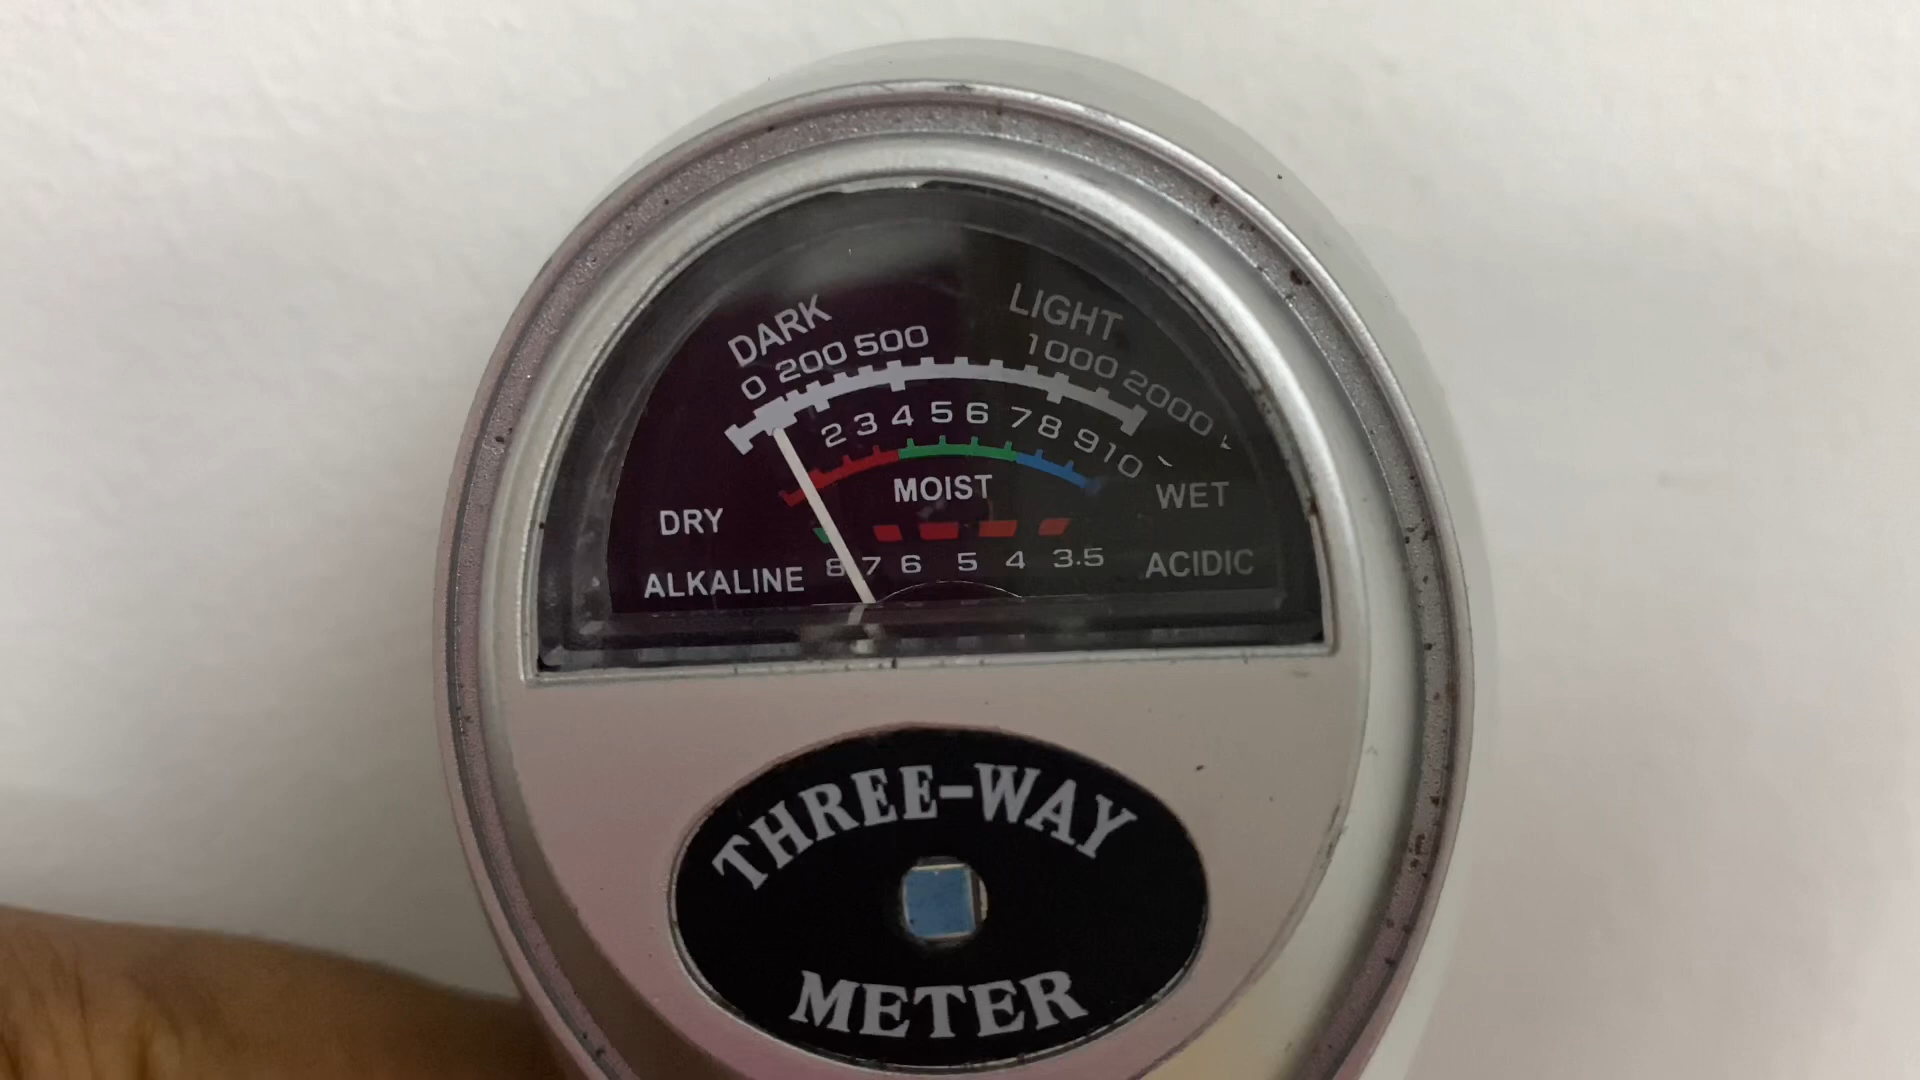 DARK LIGHT
0 200 500 1000 2000
2 3 4 5 6 7 8 9 10
DRY MOIST WET
ALKALINE 8 7 6 5 4 3.5 ACIDIC
THREE-WAY
METER